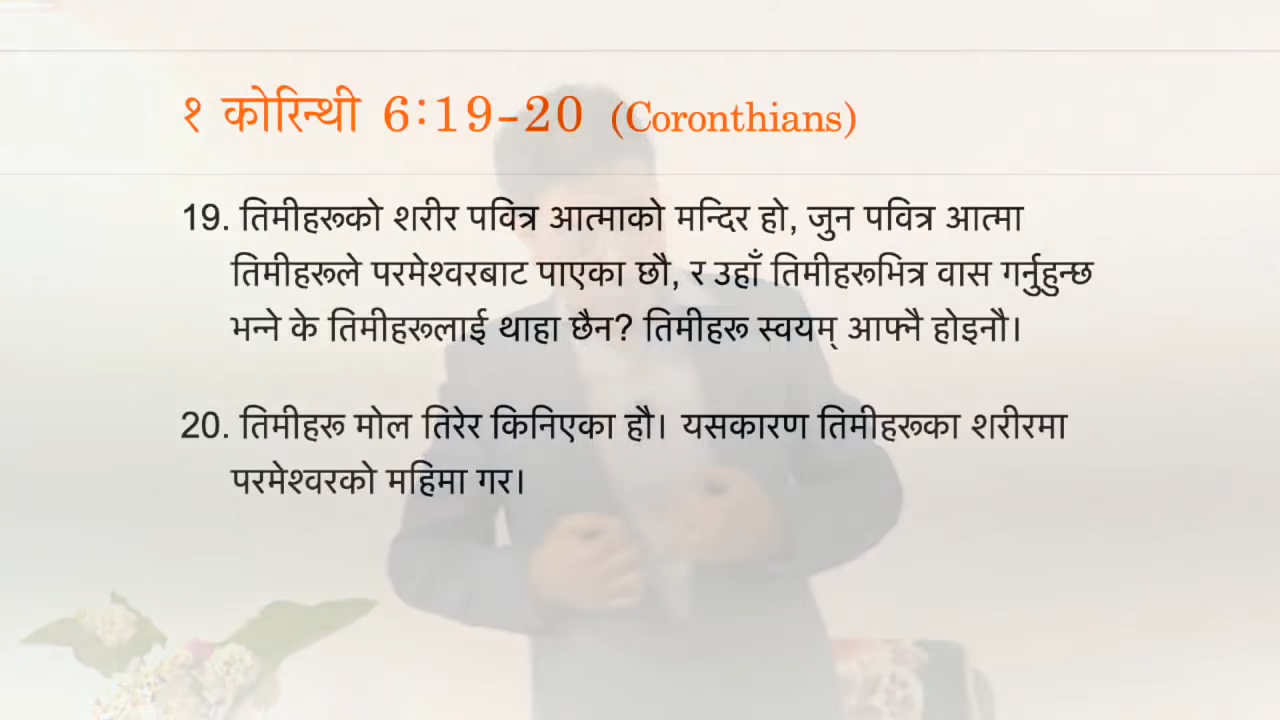 १ कोरिन्थी 6:19-20 (Coronthians)
19. तिमीहरूको शरीर पवित्र आत्माको मन्दिर हो, जुन पवित्र आत्मा
तिमीहरूले परमेश्वरबाट पाएका छौ, र उहाँ तिमीहरूभित्र वास गर्नुहुन्छ
भन्ने के तिमीहरूलाई थाहा छैन? तिमीहरू स्वयम् आफ्नै होइनौ।
20. तिमीहरू मोल तिरेर किनिएका हौ। यसकारण तिमीहरूका शरीरमा
परमेश्वरको महिमा गर।